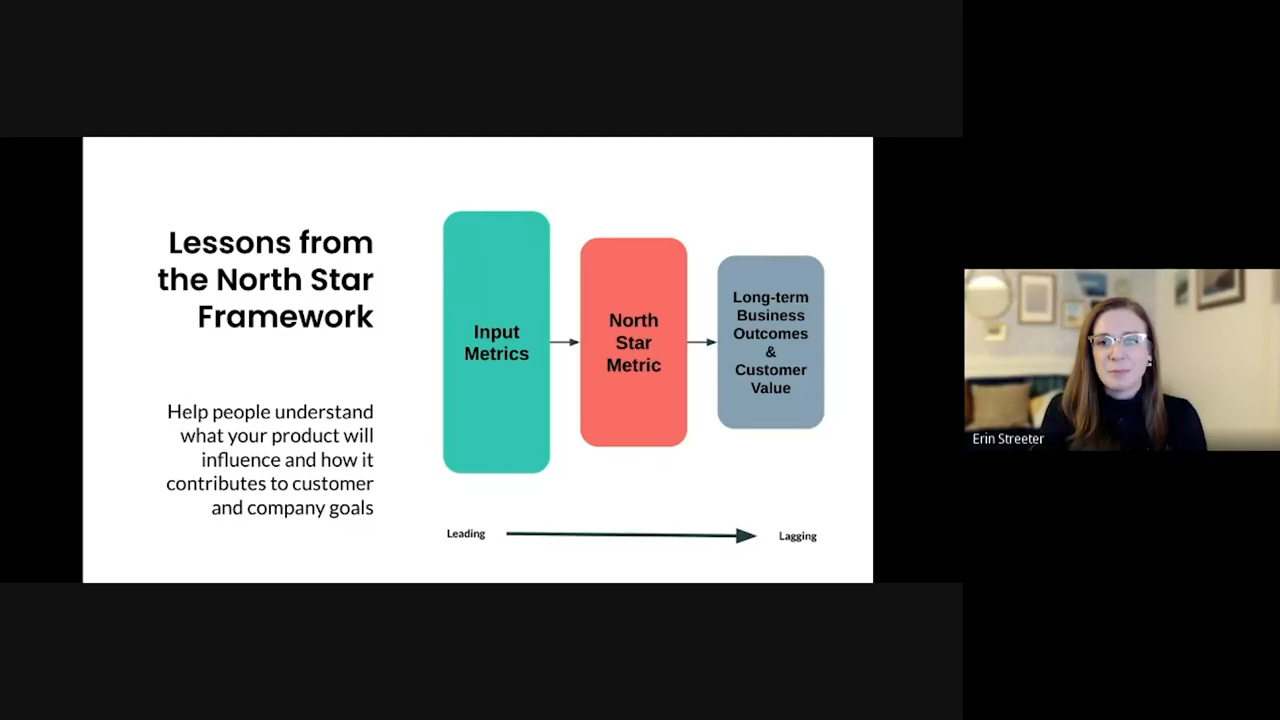 Lessons from
the North Star
Framework
Help people understand
what your product will
influence and how it
contributes to customer
and company goals
Input
Metrics
North
Star
Metric
Long-term
Business
Outcomes
&
Customer
Value
Leading
Lagging
Erin Streeter